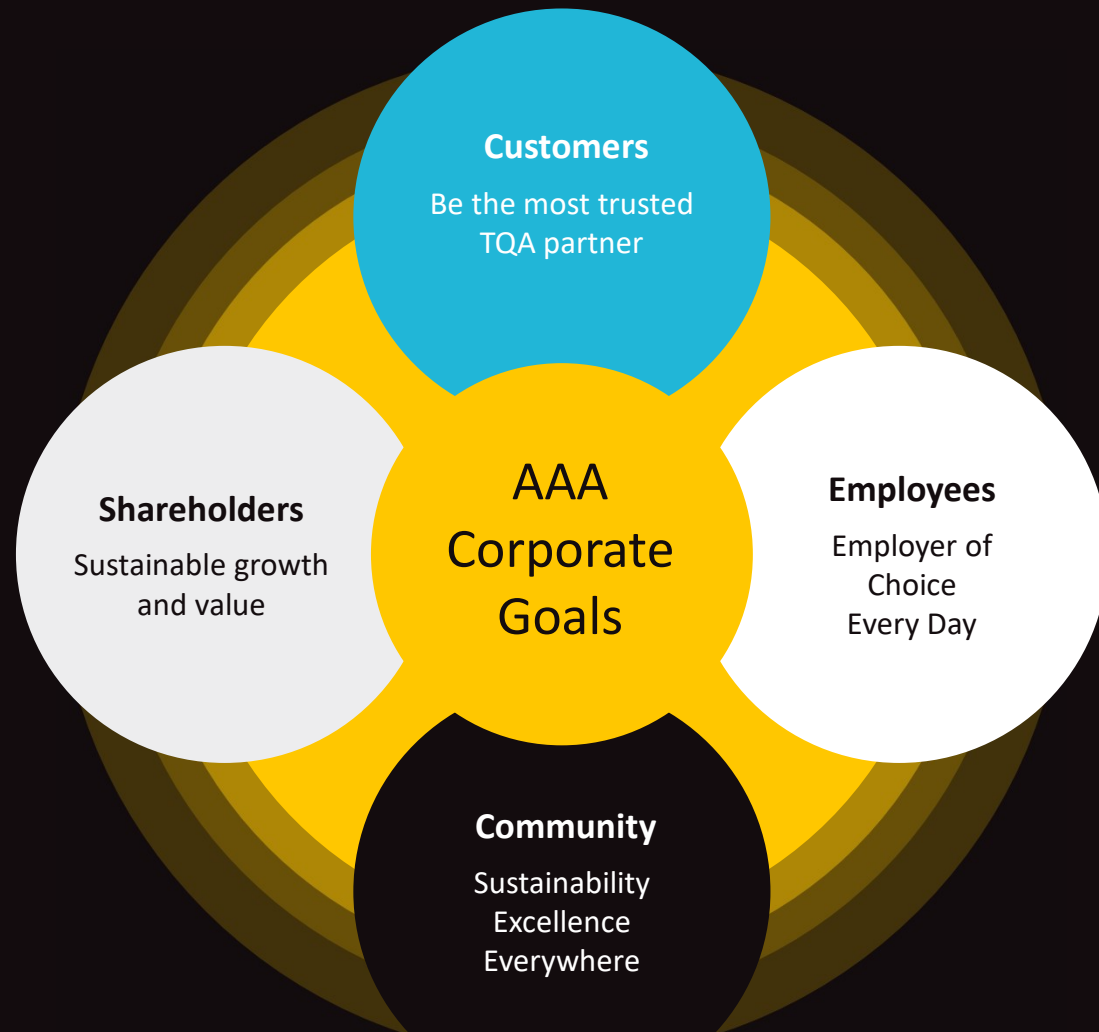 Customers
Be the most trusted
TQA partner
Shareholders
Sustainable growth
and value
AAA
Corporate
Goals
Employees
Employer of
Choice
Every Day
Community
Sustainability
Excellence
Everywhere